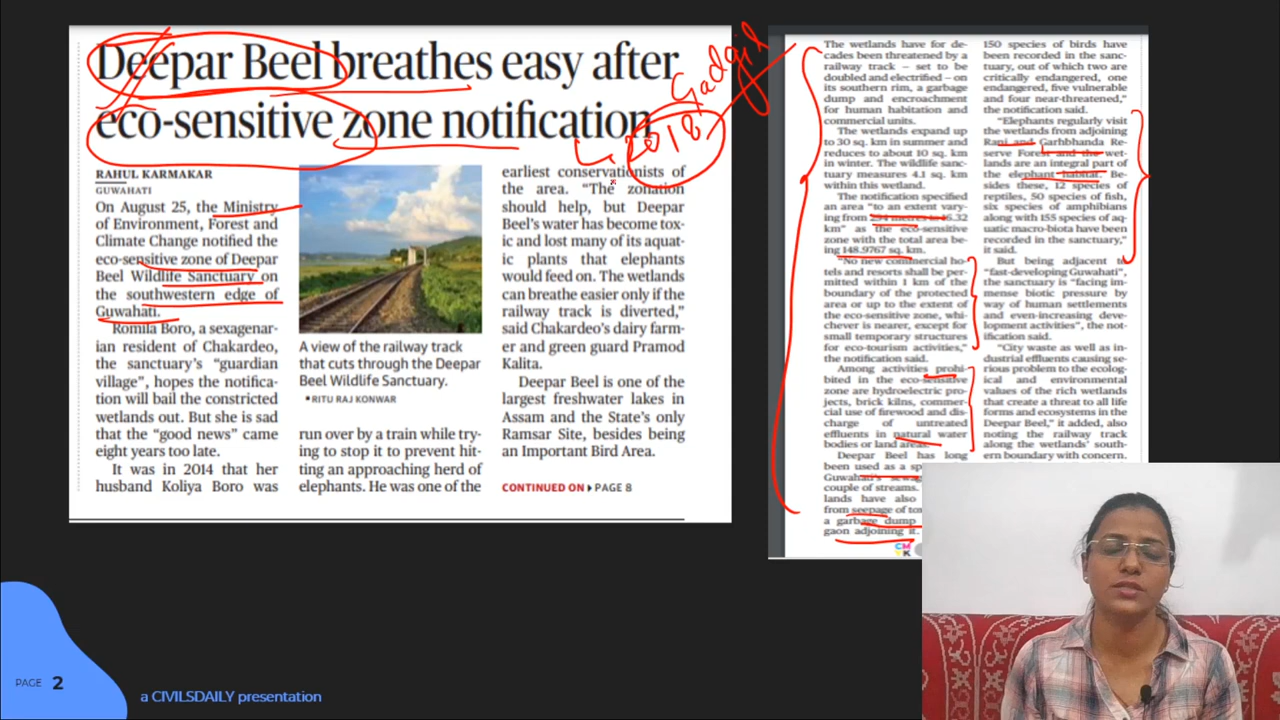 Deepar Beel breathes easy after
eco-sensitive zone notification
2018
Gadgil
RAHUL KARMAKAR
GUWAHATI
On August 25, the Ministry
of Environment, Forest and
Climate Change notified the
eco-sensitive zone of Deepar
Beel Wildlife Sanctuary on
the southwestern edge of
Guwahati.
Romila Boro, a sexagenar-
ian resident of Chakardeo,
the sanctuary's “guardian
village”, hopes the notifica-
tion will bail the constricted
wetlands out. But she is sad
that the “good news” came
eight years too late.
It was in 2014 that her
husband Koliya Boro was
A view of the railway track
that cuts through the Deepar
Beel Wildlife Sanctuary.
• RITU RAJ KONWAR
run over by a train while try-
ing to stop it to prevent hit-
ting an approaching herd of
elephants. He was one of the
earliest conservationists of
the area. “The zonation
should help, but Deepar
Beel's water has become tox-
ic and lost many of its aquat-
ic plants that elephants
would feed on. The wetlands
can breathe easier only if the
railway track is diverted,”
said Chakardeo's dairy farm-
er and green guard Pramod
Kalita.
Deepar Beel is one of the
largest freshwater lakes in
Assam and the State's only
Ramsar Site, besides being
an Important Bird Area.
CONTINUED ON ▶ PAGE 8
The wetlands have for de-
cades been threatened by a
railway track – set to be
doubled and electrified – on
its southern rim, a garbage
dump and encroachment
for human habitation and
commercial units.
The wetlands expand up
to 30 sq. km in summer and
reduces to about 10 sq. km
in winter. The wildlife sanc-
tuary measures 4.1 sq. km
within this wetland.
The notification specified
an area “to an extent vary-
ing from 294 metres to 16.32
km” as the eco-sensitive
zone with the total area be-
ing 148.9767 sq. km.
“No new commercial ho-
tels and resorts shall be per-
mitted within 1 km of the
boundary of the protected
area or up to the extent of
the eco-sensitive zone, whi-
chever is nearer, except for
small temporary structures
for eco-tourism activities,”
the notification said.
Among activities prohi-
bited in the eco-sensitive
zone are hydroelectric pro-
jects, brick kilns, commer-
cial use of firewood and dis-
charge of untreated
effluents in natural water
bodies or land areas.
Deepar Beel has long
been used as a sp
Guwahati's sewag
couple of streams.
lands have also
from seepage of to
a garbage dump
gaon adjoining it.
150 species of birds have
been recorded in the sanc-
tuary, out of which two are
critically endangered, one
endangered, five vulnerable
and four near-threatened,”
the notification said.
“Elephants regularly visit
the wetlands from adjoining
Rani and Garhbhanda Re-
serve Forest and the wet-
lands are an integral part of
the elephant habitat. Be-
sides these, 12 species of
reptiles, 50 species of fish,
six species of amphibians
along with 155 species of aq-
uatic macro-biota have been
recorded in the sanctuary,”
it said.
But being adjacent to
“fast-developing Guwahati”,
the sanctuary is “facing im-
mense biotic pressure by
way of human settlements
and even-increasing deve-
lopment activities”, the not-
ification said.
“City waste as well as in-
dustrial effluents causing se-
rious problem to the ecolog-
ical and environmental
values of the rich wetlands
that create a threat to all life
forms and ecosystems in the
Deepar Beel,” it added, also
noting the railway track
along the wetlands' south-
ern boundary with concern.
CM
YK
PAGE 2
a CIVILSDAILY presentation